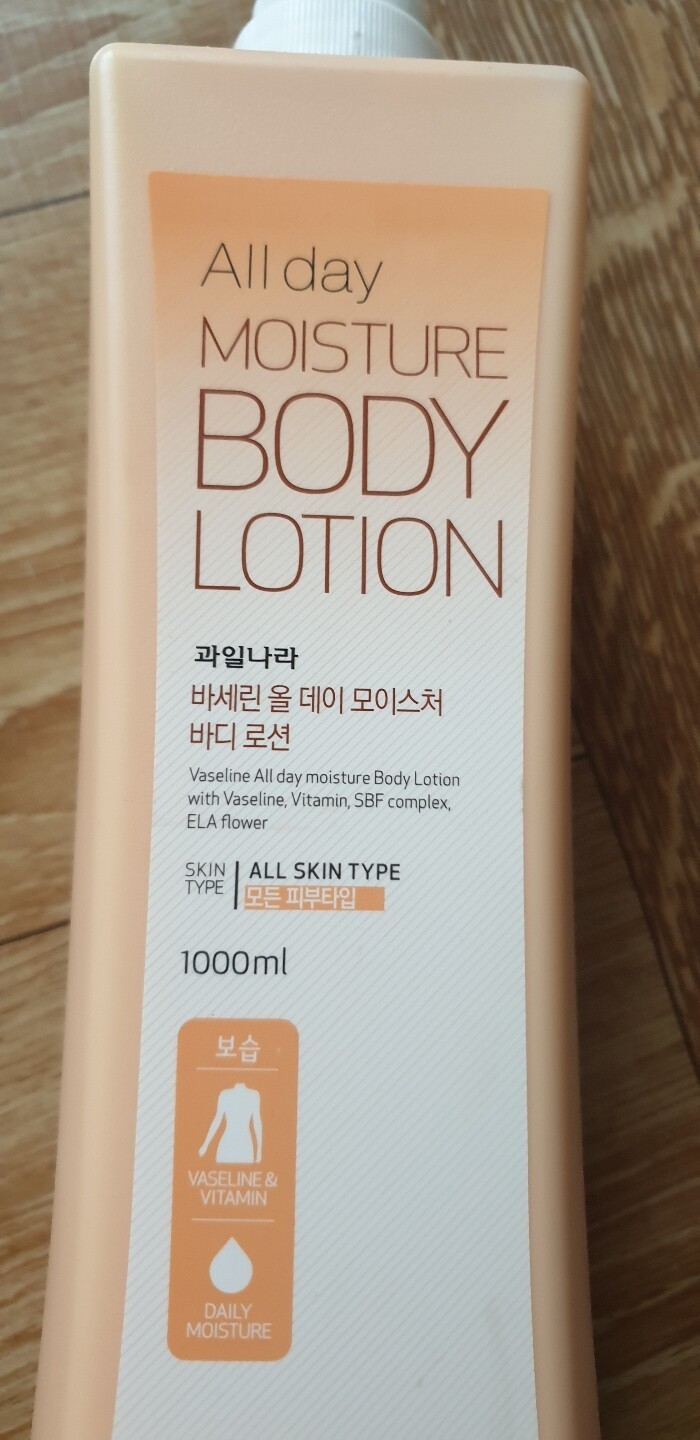 All day
MOISTURE
BODY
LOTION
과일나라
바세린 올 데이 모이스처
바디 로션
Vaseline All day moisture Body Lotion
with Vaseline, Vitamin, SBF complex,
ELA flower
SKIN
TYPE
ALL SKIN TYPE
모든 피부타입
1000ml
보습
VASELINE &
VITAMIN
DAILY
MOISTURE